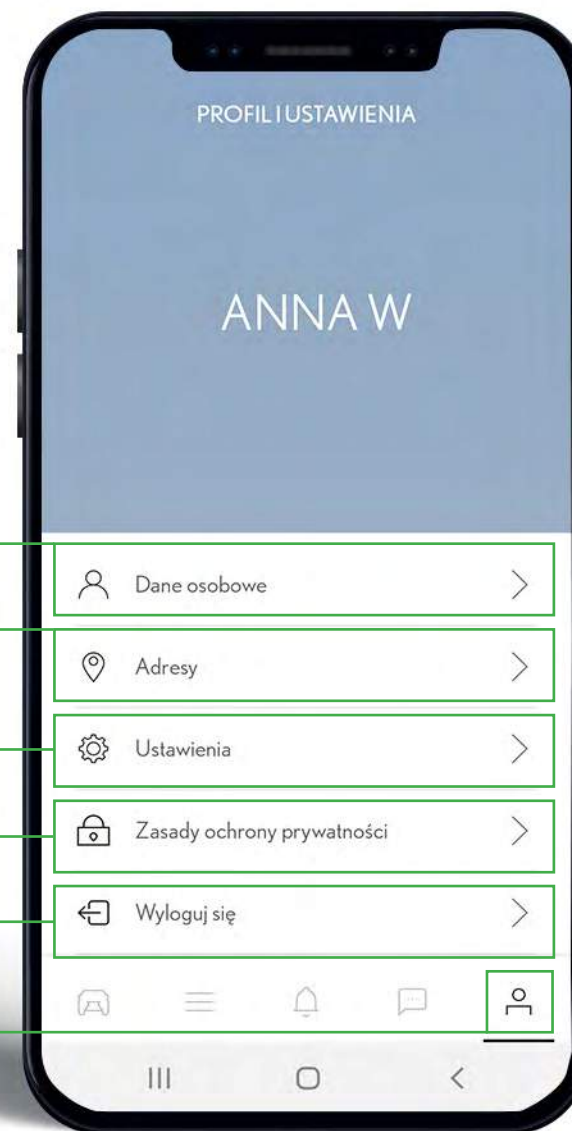 PROFIL I USTAWIENIA
ANNA W
Dane osobowe
Adresy
Ustawienia
Zasady ochrony prywatności
Wyloguj się